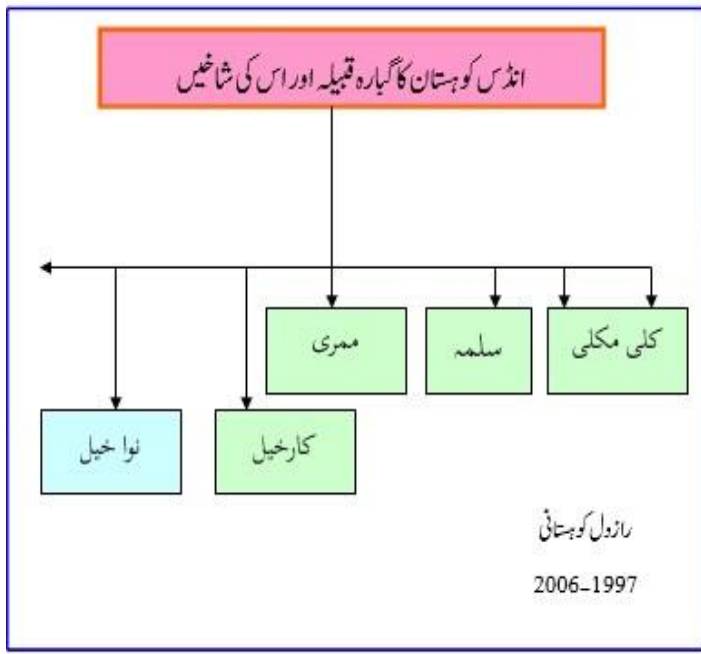 انڈس کوہستان کا گبارہ قبیلہ اور اس کی شاخیں
کلی مکلی
سلمہ
ممری
کارخیل
نوا خیل
رازول کوہستانی
2006-1997